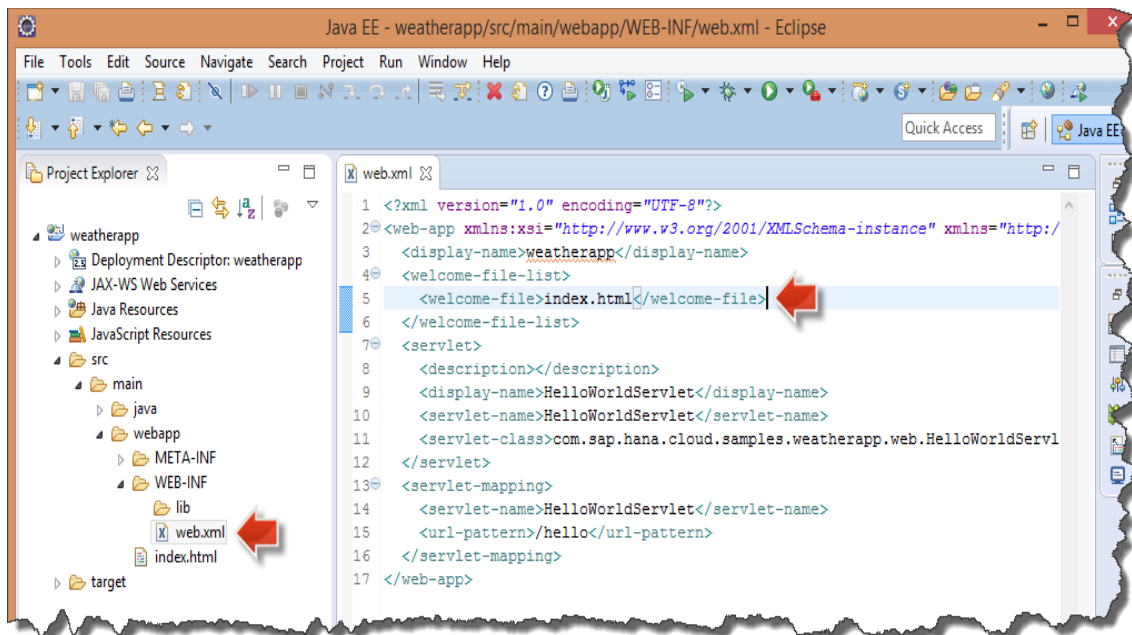 Java EE - weatherapp/src/main/webapp/WEB-INF/web.xml - Eclipse
File Tools Edit Source Navigate Search Project Run Window Help
Quick Access
Java EE
Project Explorer
web.xml
weatherapp
Deployment Descriptor: weatherapp
JAX-WS Web Services
Java Resources
JavaScript Resources
src
main
java
webapp
META-INF
WEB-INF
lib
web.xml
index.html
target
1 <?xml version="1.0" encoding="UTF-8"?>
2 <web-app xmlns:xsi="http://www.w3.org/2001/XMLSchema-instance" xmlns="http:/
3 <display-name>weatherapp</display-name>
4 <welcome-file-list>
5 <welcome-file>index.html</welcome-file>
6 </welcome-file-list>
7 <servlet>
8 <description></description>
9 <display-name>HelloWorldServlet</display-name>
10 <servlet-name>HelloWorldServlet</servlet-name>
11 <servlet-class>com.sap.hana.cloud.samples.weatherapp.web.HelloWorldServl
12 </servlet>
13 <servlet-mapping>
14 <servlet-name>HelloWorldServlet</servlet-name>
15 <url-pattern>/hello</url-pattern>
16 </servlet-mapping>
17 </web-app>